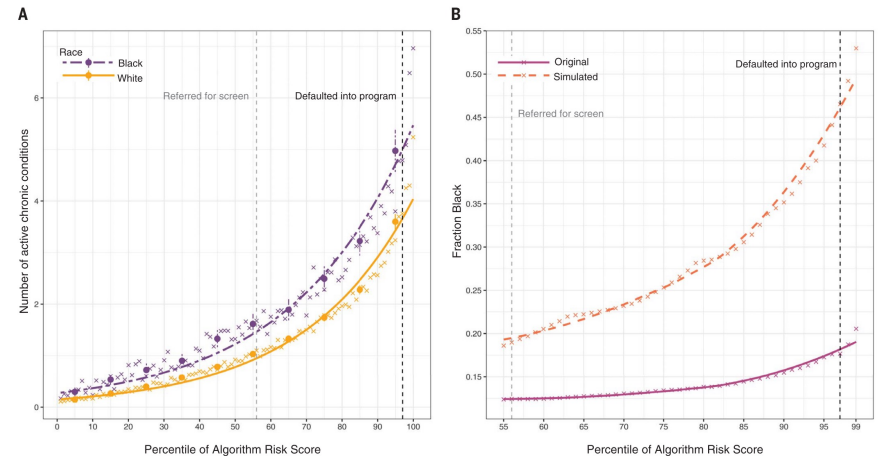 A
Race
Black
White
Referred for screen
Defaulted into program
Number of active chronic conditions
6
4
2
0
0 10 20 30 40 50 60 70 80 90 100
Percentile of Algorithm Risk Score
B
Original
Simulated
Defaulted into program
Referred for screen
Fraction Black
0.55
0.50
0.45
0.40
0.35
0.30
0.25
0.20
0.15
55 60 65 70 75 80 85 90 95 99
Percentile of Algorithm Risk Score